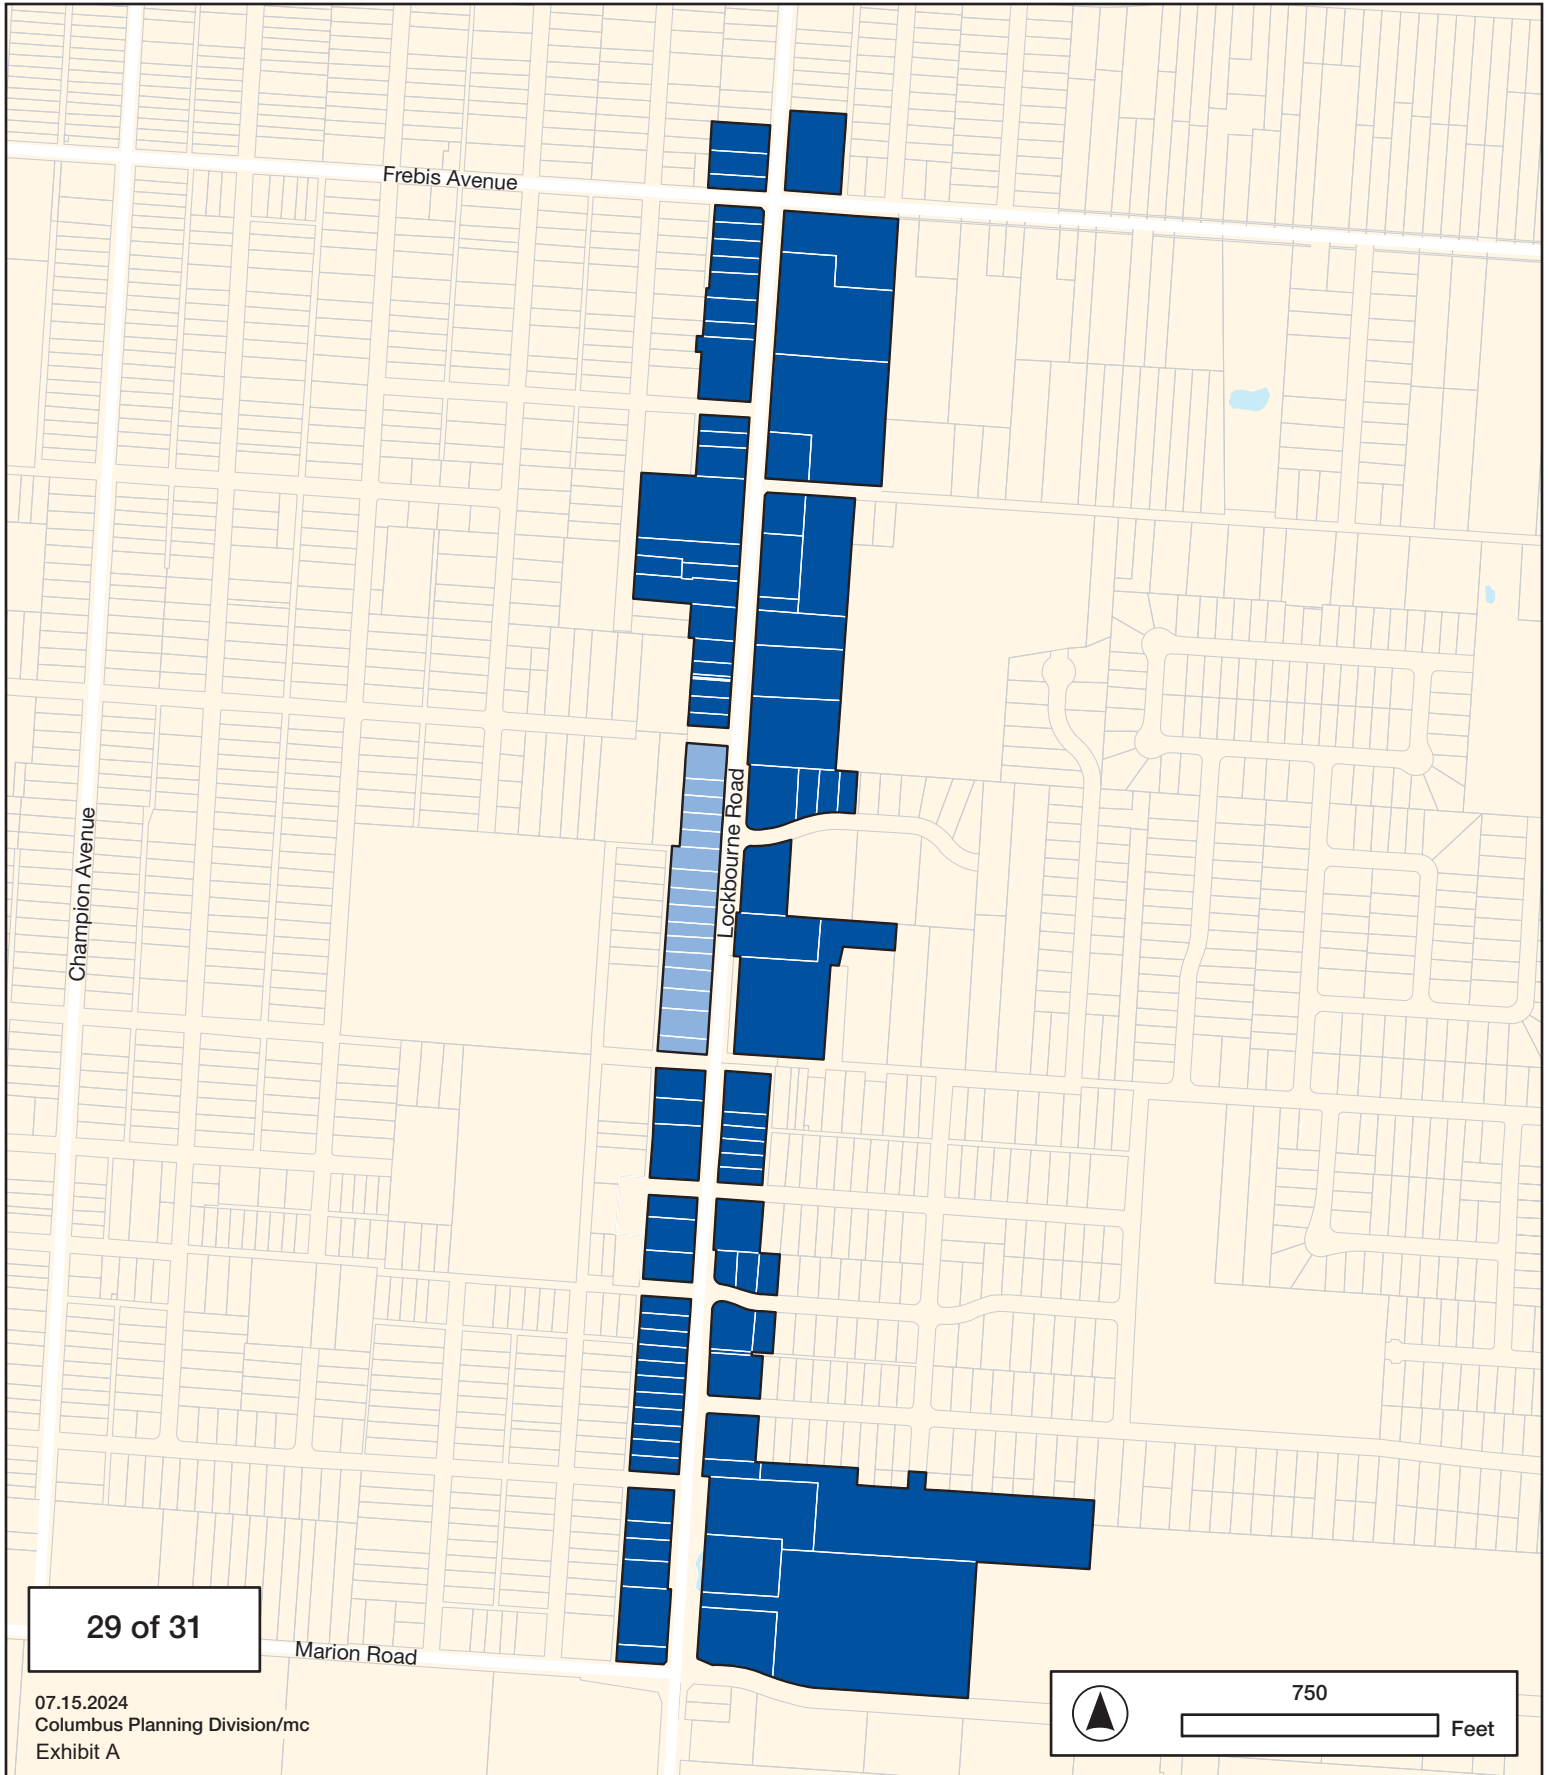 Frebis Avenue
Lockbourne Road
Champion Avenue
29 of 31
Marion Road
07.15.2024
Columbus Planning Division/mc
Exhibit A
750
Feet